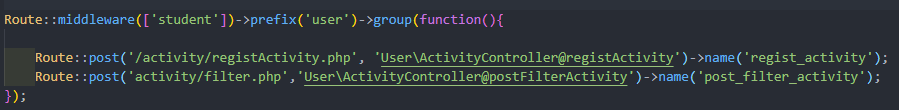 Route::middleware(['student'])->prefix('user')->group(function(){
Route::post('/activity/registActivity.php', 'User\ActivityController@registActivity')->name('regist_activity');
Route::post('activity/filter.php','User\ActivityController@postFilterActivity')->name('post_filter_activity');
});